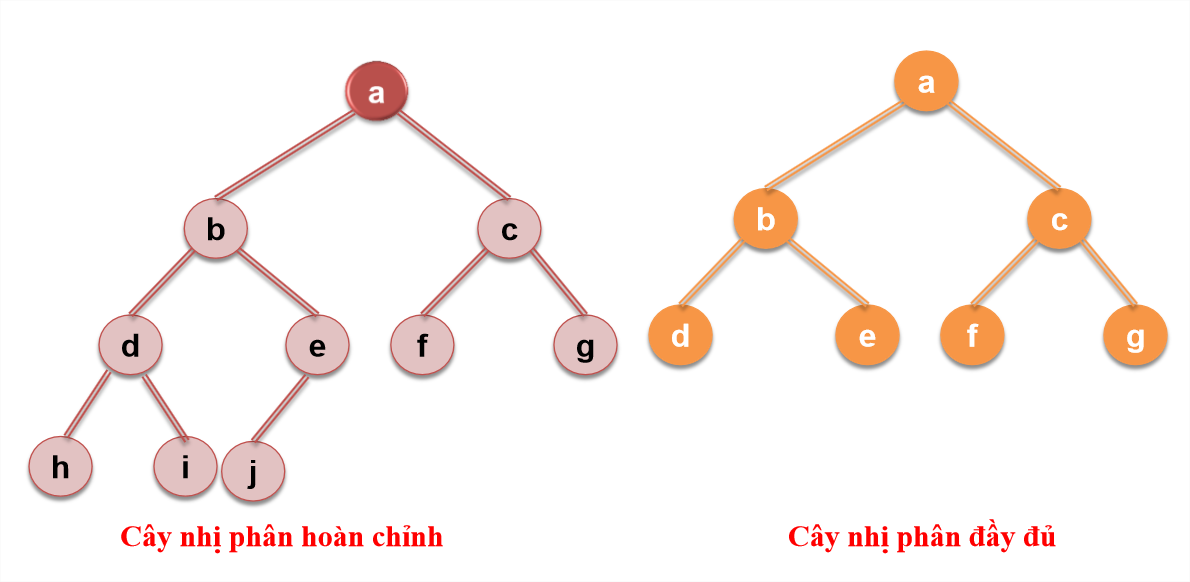 a
a
b
c
b
c
d
e
f
g
d
e
f
g
h
i
j
Cây nhị phân hoàn chỉnh
Cây nhị phân đầy đủ